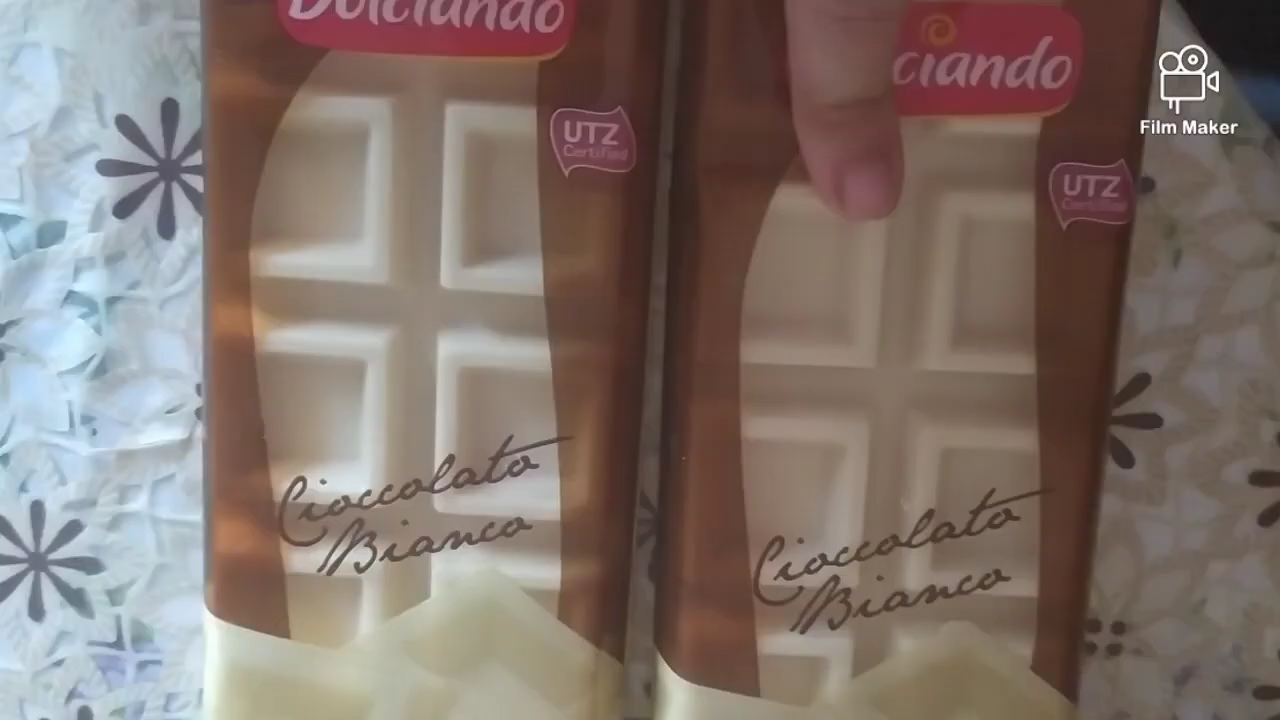 Dolciando
ciando
Film Maker
UTZ
Certified
UTZ
Certified
Cioccolato
Bianco
Cioccolato
Bianco